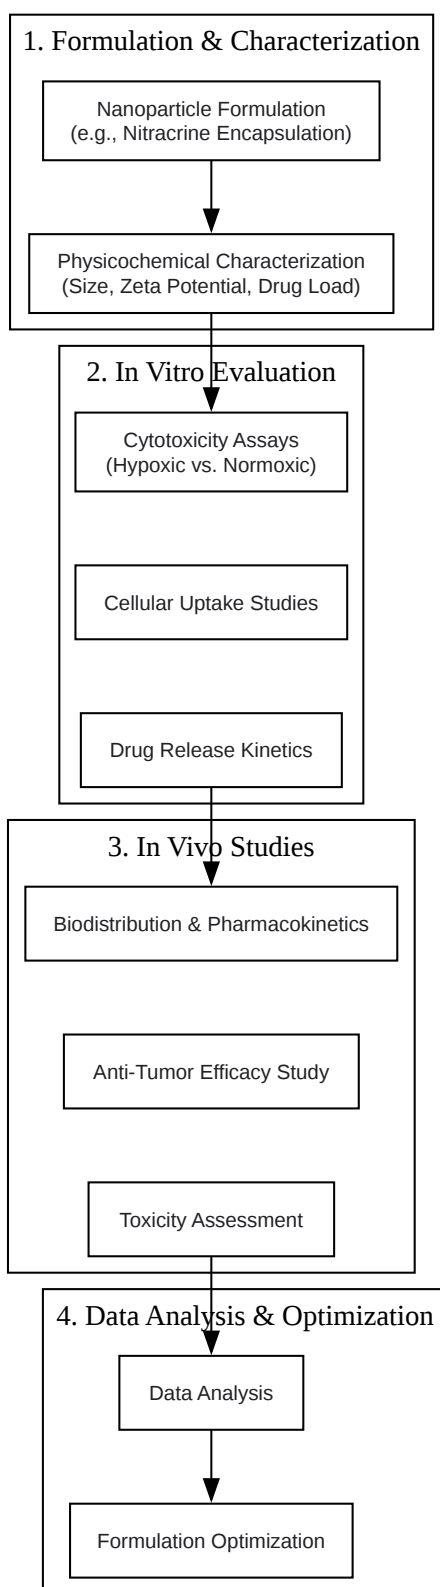 1. Formulation & Characterization
Nanoparticle Formulation
(e.g., Nitracrine Encapsulation)
Physicochemical Characterization
(Size, Zeta Potential, Drug Load)
2. In Vitro Evaluation
Cytotoxicity Assays
(Hypoxic vs. Normoxic)
Cellular Uptake Studies
Drug Release Kinetics
3. In Vivo Studies
Biodistribution & Pharmacokinetics
Anti-Tumor Efficacy Study
Toxicity Assessment
4. Data Analysis & Optimization
Data Analysis
Formulation Optimization